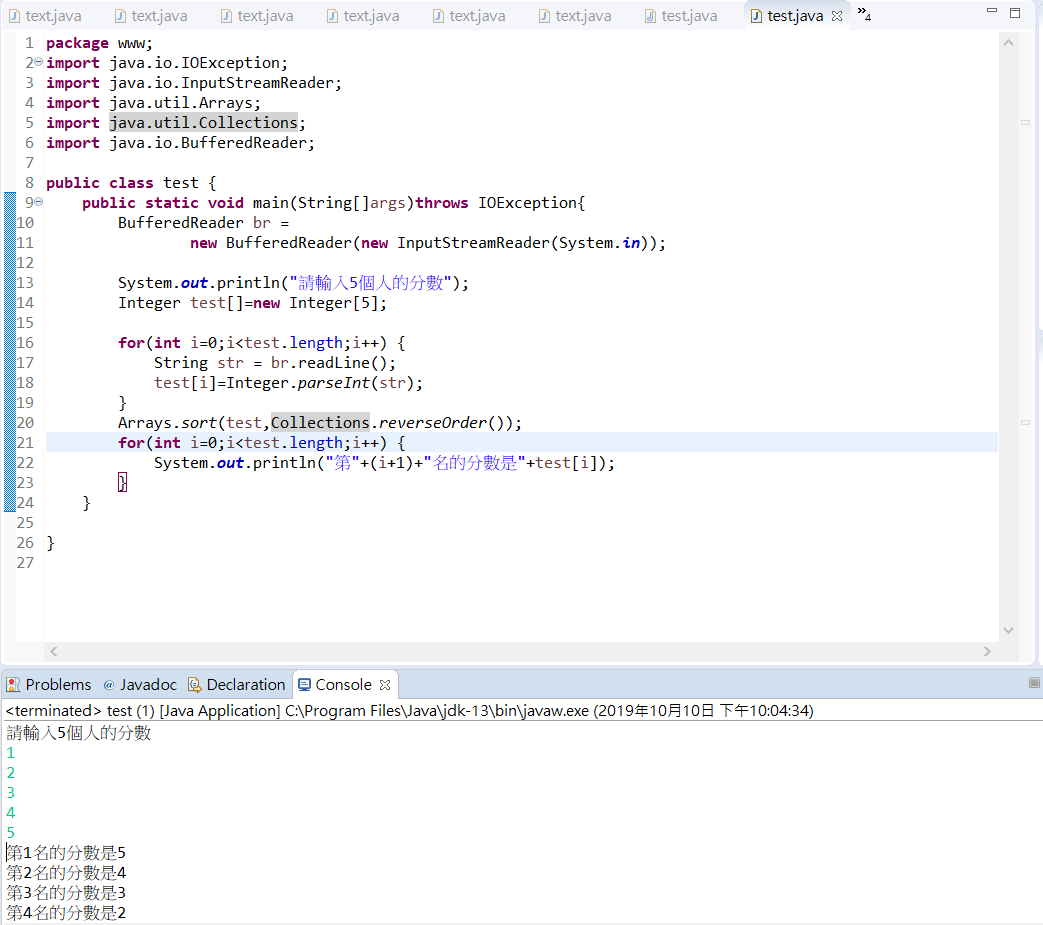 text.java text.java text.java text.java text.java text.java test.java test.java »4
1 package www;
2 import java.io.IOException;
3 import java.io.InputStreamReader;
4 import java.util.Arrays;
5 import java.util.Collections;
6 import java.io.BufferedReader;
7
8 public class test {
9     public static void main(String[]args)throws IOException{
10         BufferedReader br =
11                 new BufferedReader(new InputStreamReader(System.in));
12
13         System.out.println("請輸入5個人的分數");
14         Integer test[]=new Integer[5];
15
16         for(int i=0;i<test.length;i++) {
17             String str = br.readLine();
18             test[i]=Integer.parseInt(str);
19         }
20         Arrays.sort(test,Collections.reverseOrder());
21         for(int i=0;i<test.length;i++) {
22             System.out.println("第"+(i+1)+"名的分數是"+test[i]);
23         }
24     }
25
26 }
27
Problems @ Javadoc Declaration Console
<terminated> test (1) [Java Application] C:\Program Files\Java\jdk-13\bin\javaw.exe (2019年10月10日 下午10:04:34)
請輸入5個人的分數
1
2
3
4
5
第1名的分數是5
第2名的分數是4
第3名的分數是3
第4名的分數是2